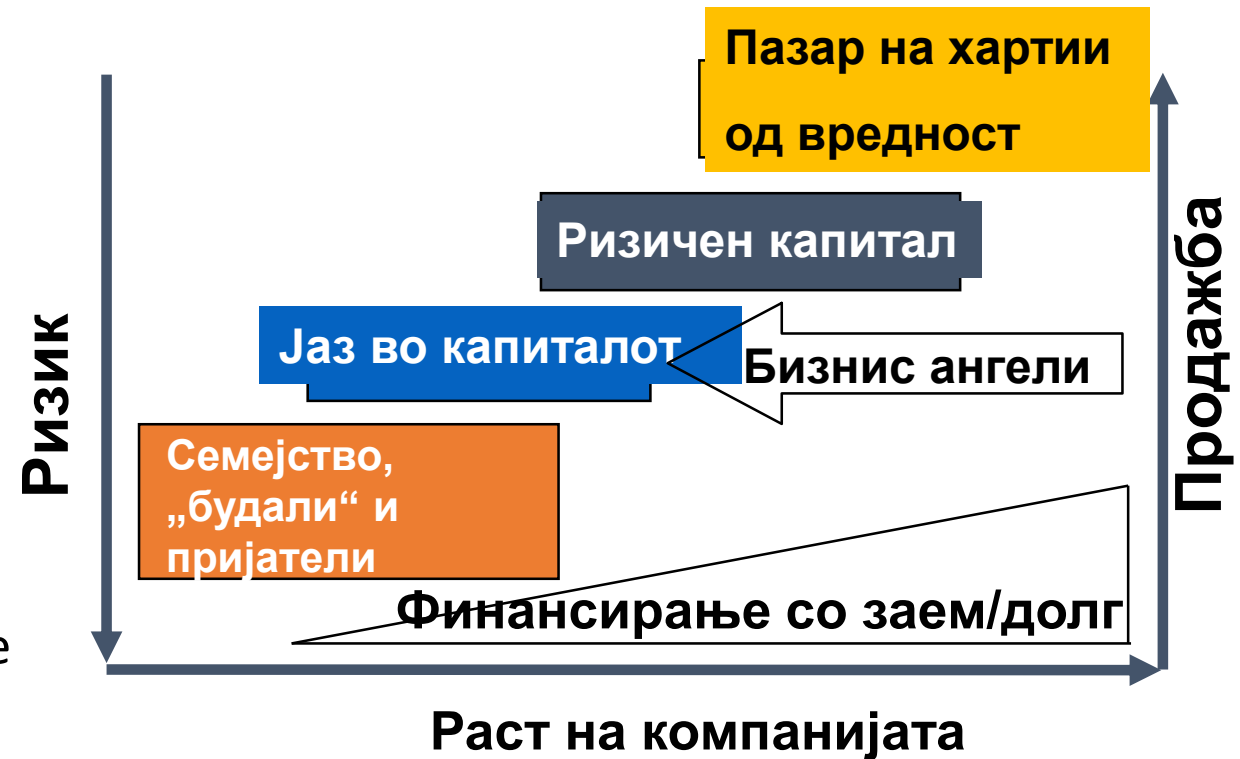 Пазар на хартии
од вредност
Ризичен капитал
Јаз во капиталот
Бизнис ангели
Семејство,
„будали“ и
пријатели
Финансирање со заем/долг
Ризик
Продажба
Раст на компанијата
е